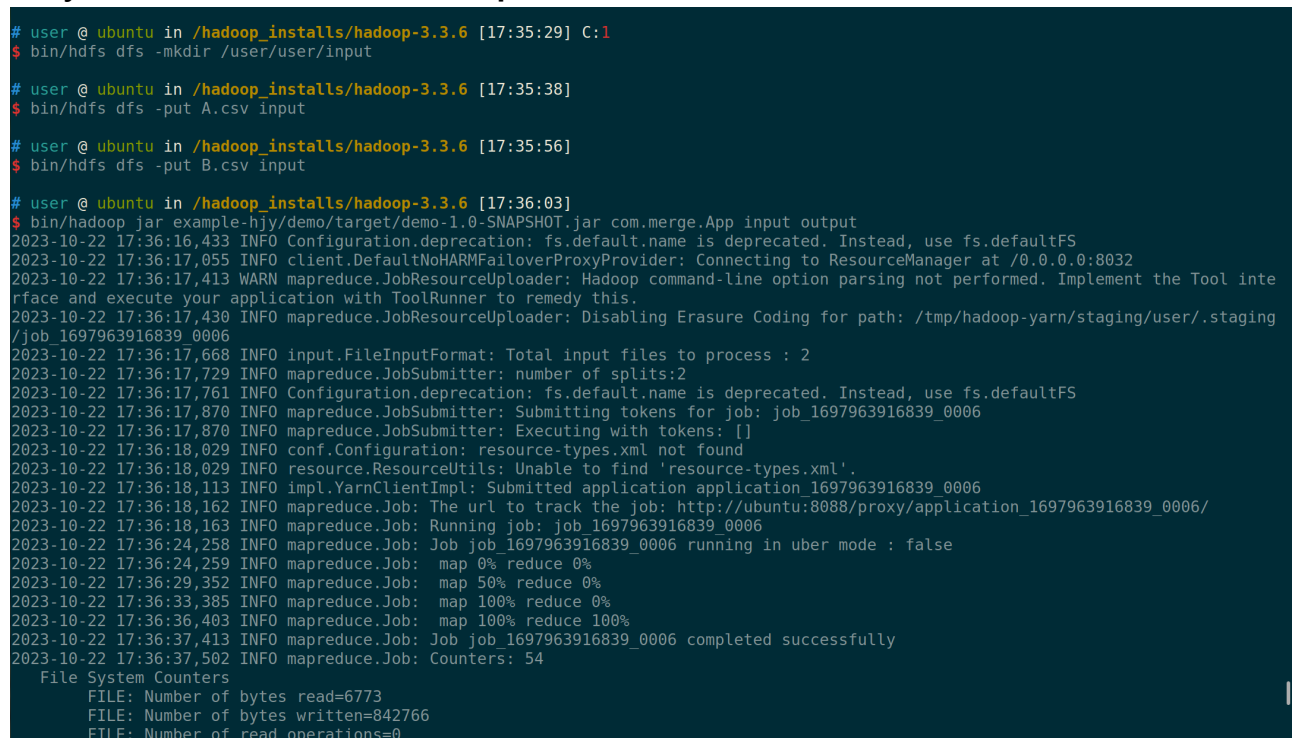 # user @ ubuntu in /hadoop_installs/hadoop-3.3.6 [17:35:29] C:1
$ bin/hdfs dfs -mkdir /user/user/input
# user @ ubuntu in /hadoop_installs/hadoop-3.3.6 [17:35:38]
$ bin/hdfs dfs -put A.csv input
# user @ ubuntu in /hadoop_installs/hadoop-3.3.6 [17:35:56]
$ bin/hdfs dfs -put B.csv input
# user @ ubuntu in /hadoop_installs/hadoop-3.3.6 [17:36:03]
$ bin/hadoop jar example-hjy/demo/target/demo-1.0-SNAPSHOT.jar com.merge.App input output
2023-10-22 17:36:16,433 INFO Configuration.deprecation: fs.default.name is deprecated. Instead, use fs.defaultFS
2023-10-22 17:36:17,055 INFO client.DefaultNoHARMFailoverProxyProvider: Connecting to ResourceManager at /0.0.0.0:8032
2023-10-22 17:36:17,413 WARN mapreduce.JobResourceUploader: Hadoop command-line option parsing not performed. Implement the Tool inte
rface and execute your application with ToolRunner to remedy this.
2023-10-22 17:36:17,430 INFO mapreduce.JobResourceUploader: Disabling Erasure Coding for path: /tmp/hadoop-yarn/staging/user/.staging
/job_1697963916839_0006
2023-10-22 17:36:17,668 INFO input.FileInputFormat: Total input files to process : 2
2023-10-22 17:36:17,729 INFO mapreduce.JobSubmitter: number of splits:2
2023-10-22 17:36:17,761 INFO Configuration.deprecation: fs.default.name is deprecated. Instead, use fs.defaultFS
2023-10-22 17:36:17,870 INFO mapreduce.JobSubmitter: Submitting tokens for job: job_1697963916839_0006
2023-10-22 17:36:17,870 INFO mapreduce.JobSubmitter: Executing with tokens: []
2023-10-22 17:36:18,029 INFO conf.Configuration: resource-types.xml not found
2023-10-22 17:36:18,029 INFO resource.ResourceUtils: Unable to find 'resource-types.xml'.
2023-10-22 17:36:18,113 INFO impl.YarnClientImpl: Submitted application application_1697963916839_0006
2023-10-22 17:36:18,162 INFO mapreduce.Job: The url to track the job: http://ubuntu:8088/proxy/application_1697963916839_0006/
2023-10-22 17:36:18,163 INFO mapreduce.Job: Running job: job_1697963916839_0006
2023-10-22 17:36:24,258 INFO mapreduce.Job: Job job_1697963916839_0006 running in uber mode : false
2023-10-22 17:36:24,259 INFO mapreduce.Job:  map 0% reduce 0%
2023-10-22 17:36:29,352 INFO mapreduce.Job:  map 50% reduce 0%
2023-10-22 17:36:33,385 INFO mapreduce.Job:  map 100% reduce 0%
2023-10-22 17:36:36,403 INFO mapreduce.Job:  map 100% reduce 100%
2023-10-22 17:36:37,413 INFO mapreduce.Job: Job job_1697963916839_0006 completed successfully
2023-10-22 17:36:37,502 INFO mapreduce.Job: Counters: 54
File System Counters
FILE: Number of bytes read=6773
FILE: Number of bytes written=842766
FILE: Number of read operations=0